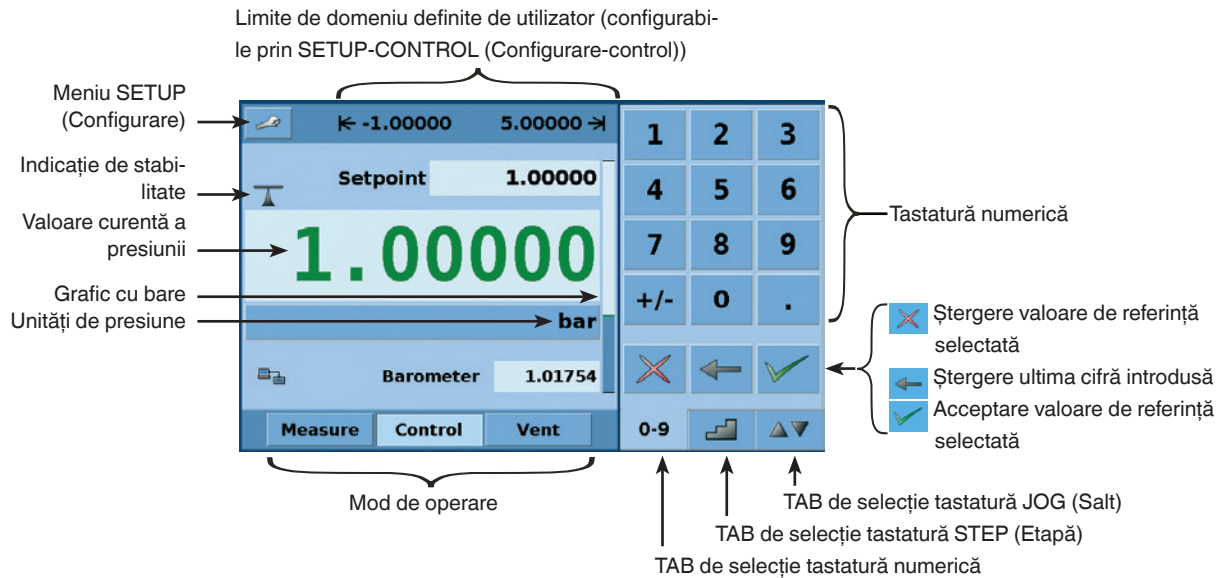 Limite de domeniu definite de utilizator (configurabi-
le prin SETUP-CONTROL (Configurare-control))
Meniu SETUP
(Configurare)
Indicație de stabi-
litate
Valoare curentă a
presiunii
Grafic cu bare
Unități de presiune
-1.00000 5.00000
Setpoint 1.00000
1.00000
bar
Barometer 1.01754
Measure Control Vent
1 2 3
4 5 6
7 8 9
+/- 0 .
0-9
Tastatură numerică
Ștergere valoare de referință
selectată
Ștergere ultima cifră introdusă
Acceptare valoare de referință
selectată
Mod de operare
TAB de selecție tastatură JOG (Salt)
TAB de selecție tastatură STEP (Etapă)
TAB de selecție tastatură numerică